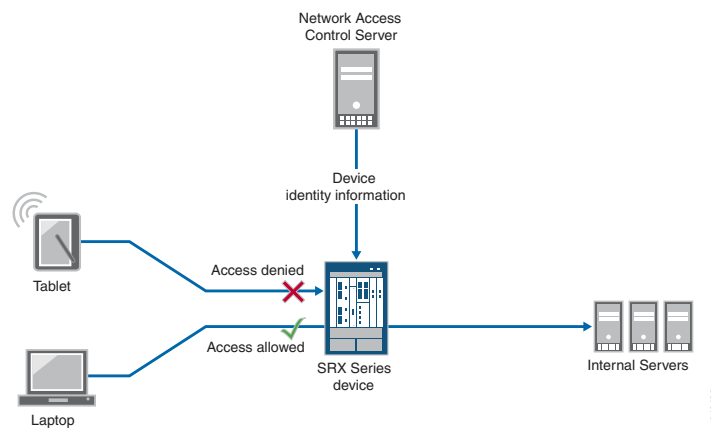 Network Access
Control Server
Device
identity information
Access denied
Tablet
Access allowed
SRX Series
device
Internal Servers
Laptop